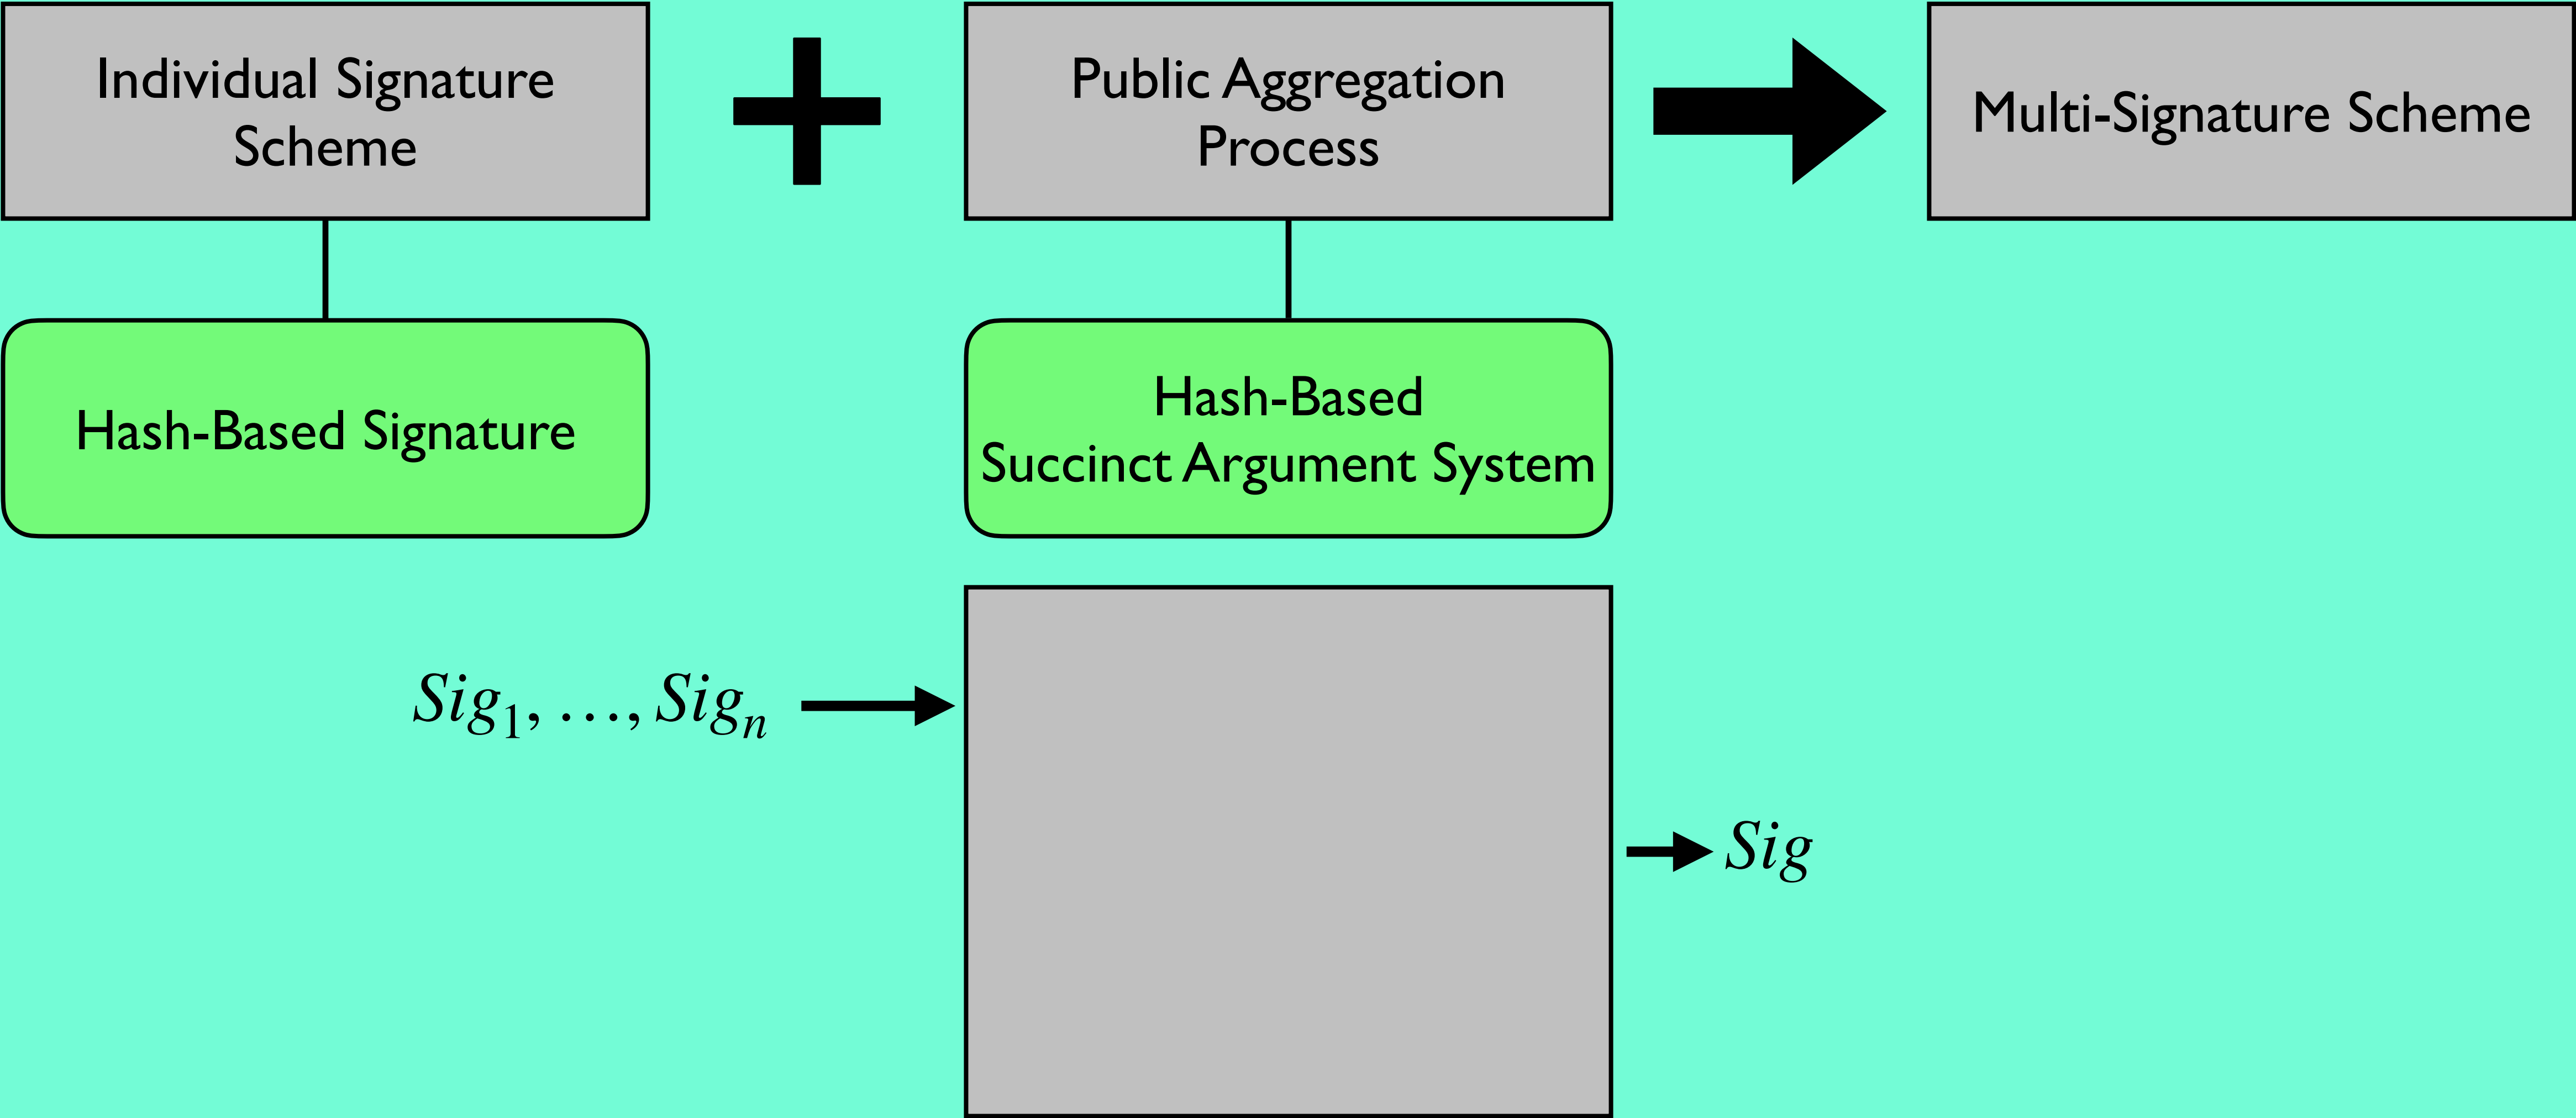 Individual Signature
Scheme
Public Aggregation
Process
Multi-Signature Scheme
Hash-Based Signature
Hash-Based
Succinct Argument System
Sig₁, …, Sigₙ
Sig